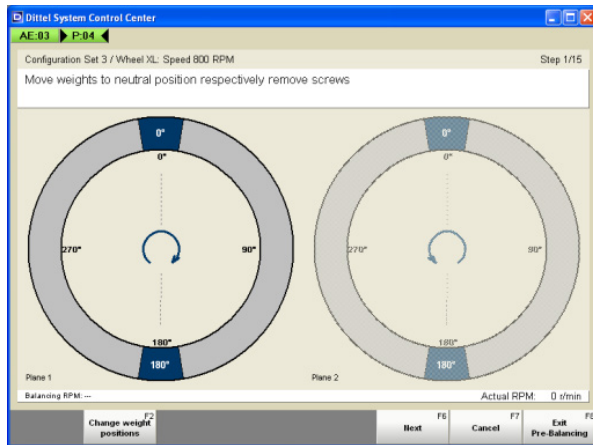 Dittel System Control Center
AE:03 P:04
Configuration Set 3 / Wheel XL: Speed 800 RPM Step 1/15
Move weights to neutral position respectively remove screws
0° 0°
0° 0°
270° 90° 270° 90°
180° 180°
180° 180°
Plane 1 Plane 2
Balancing RPM: --- Actual RPM: 0 r/min
F2 F6 F7 F8
Change weight Next Cancel Exit
positions Pre-Balancing